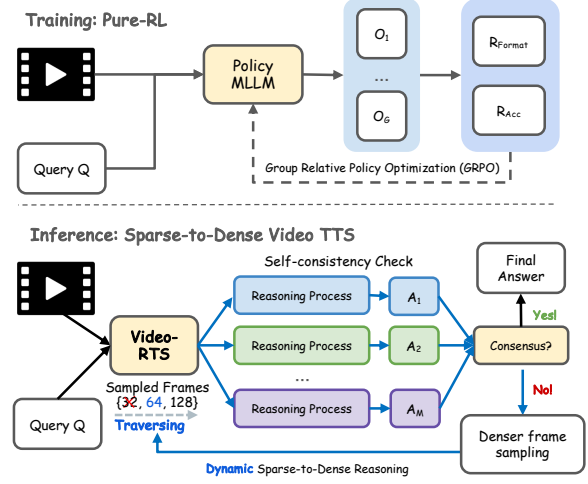 Training: Pure-RL
Policy
MLLM
O1
...
OG
RFormat
RAcc
Query Q
Group Relative Policy Optimization (GRPO)
Inference: Sparse-to-Dense Video TTS
Self-consistency Check
Final
Answer
Reasoning Process
A1
Yes!
Video-
RTS
Reasoning Process
A2
Consensus?
Sampled Frames
{32, 64, 128}
...
No!
Traversing
Reasoning Process
AM
Query Q
Denser frame
sampling
Dynamic Sparse-to-Dense Reasoning